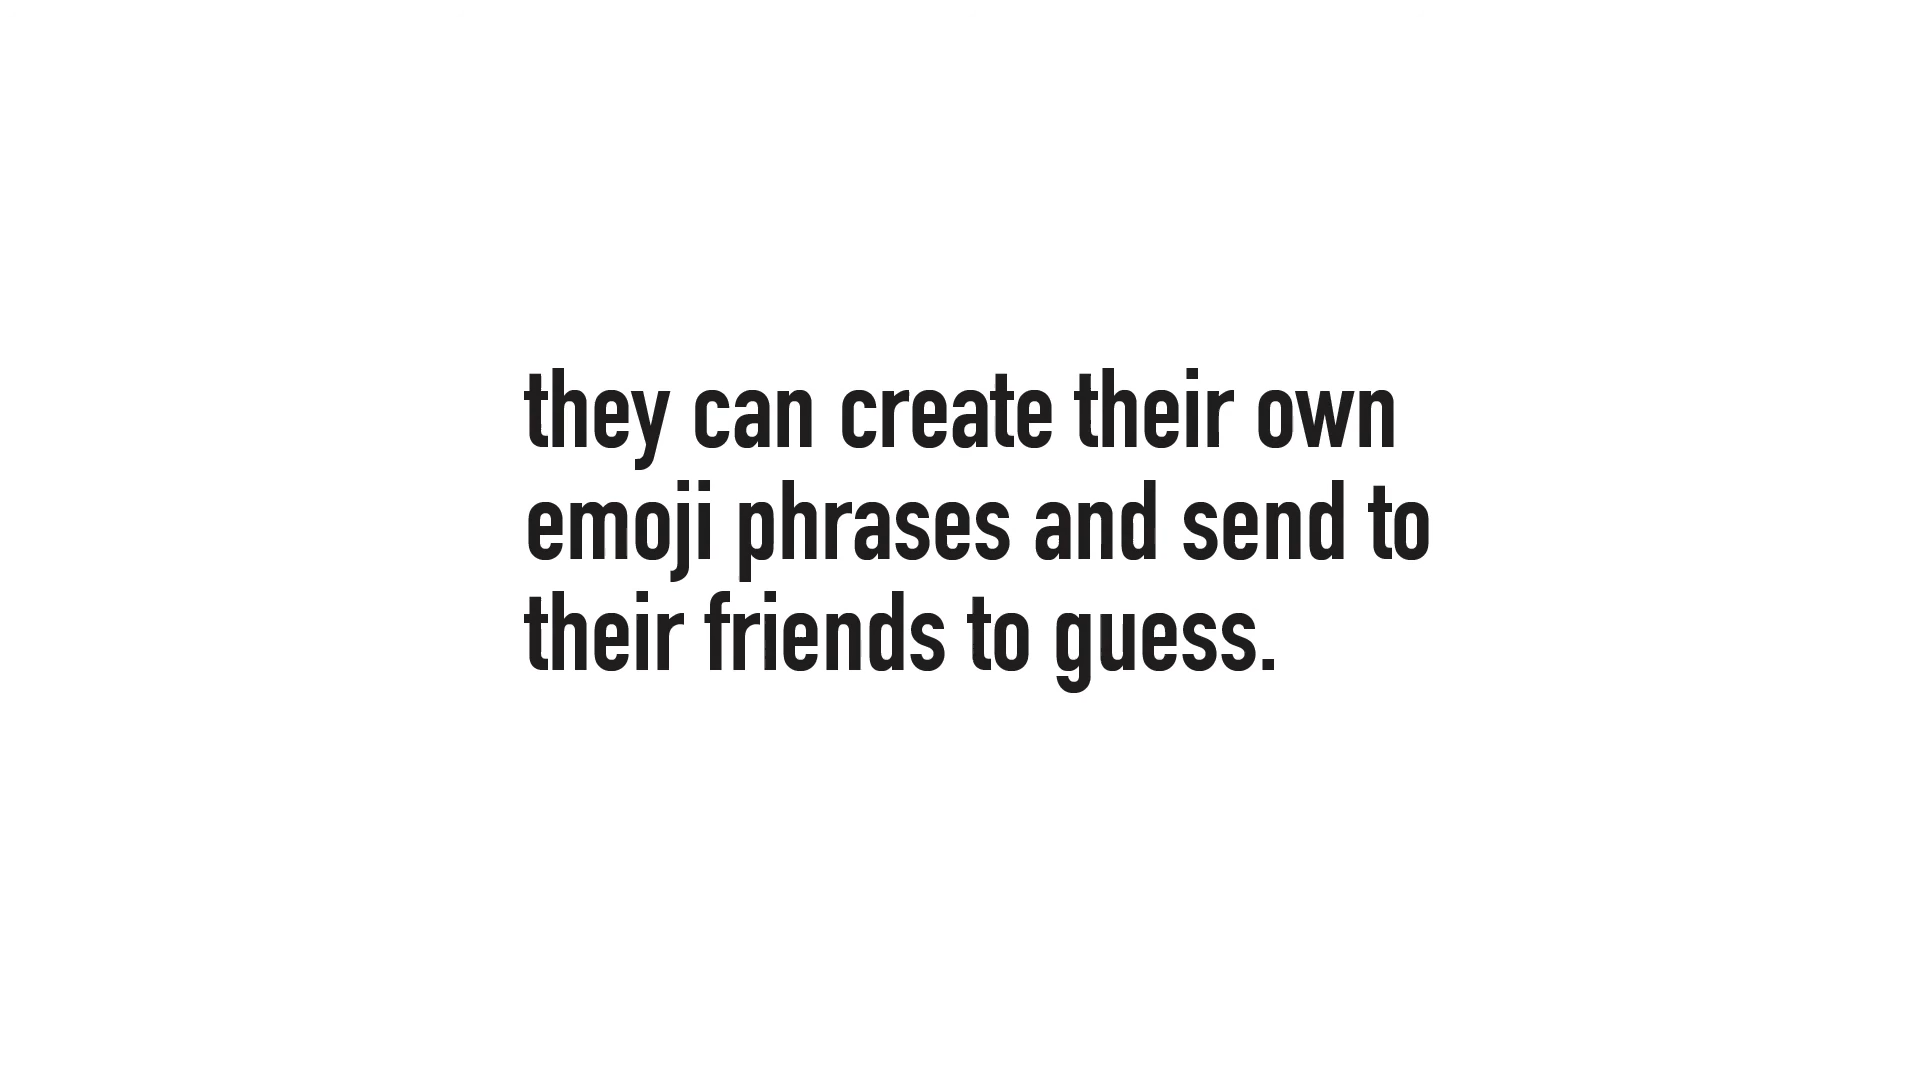 they can create their own
emoji phrases and send to
their friends to guess.